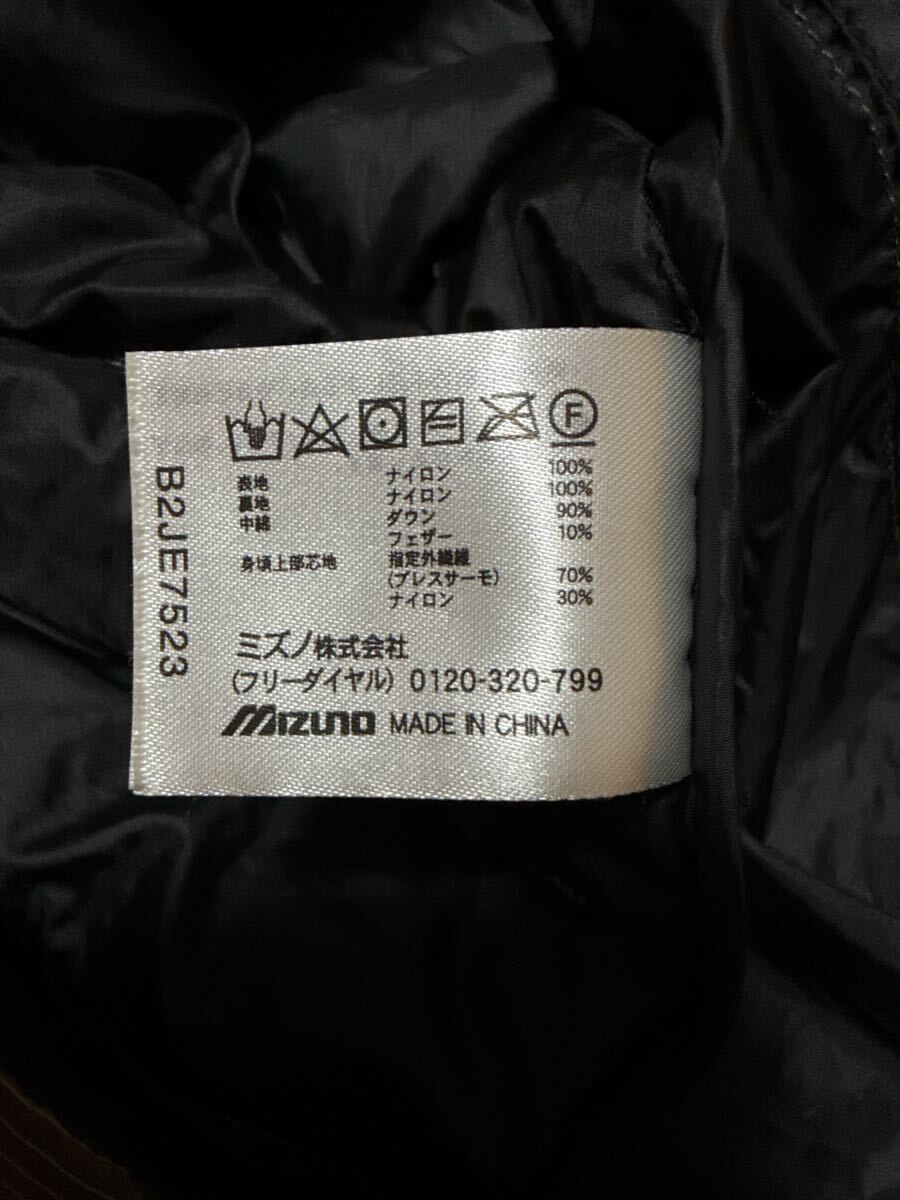 F
表地 ナイロン 100%
裏地 ナイロン 100%
中綿 ダウン 90%
フェザー 10%
身頃上部芯地 指定外繊維
(ブレスサーモ) 70%
ナイロン 30%
ミズノ株式会社
(フリーダイヤル) 0120-320-799
MIZUNO MADE IN CHINA
B2JE7523